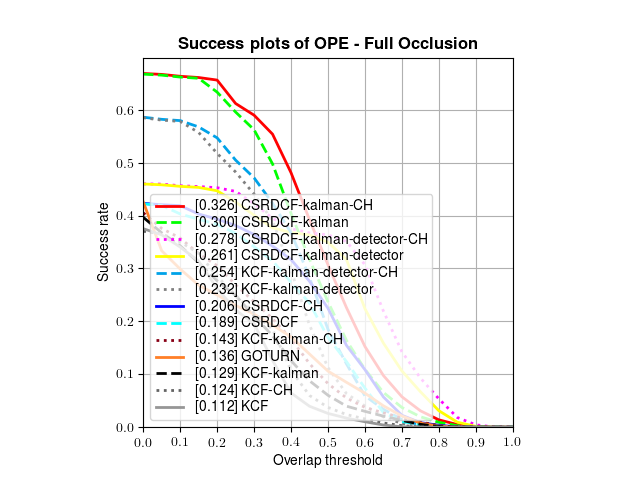 Success plots of OPE - Full Occlusion
Success rate
0.6
0.5
0.4
0.3
0.2
0.1
0.0
[0.326] CSRDCF-kalman-CH
[0.300] CSRDCF-kalman
[0.278] CSRDCF-kalman-detector-CH
[0.261] CSRDCF-kalman-detector
[0.254] KCF-kalman-detector-CH
[0.232] KCF-kalman-detector
[0.206] CSRDCF-CH
[0.189] CSRDCF
[0.143] KCF-kalman-CH
[0.136] GOTURN
[0.129] KCF-kalman
[0.124] KCF-CH
[0.112] KCF
0.0 0.1 0.2 0.3 0.4 0.5 0.6 0.7 0.8 0.9 1.0
Overlap threshold